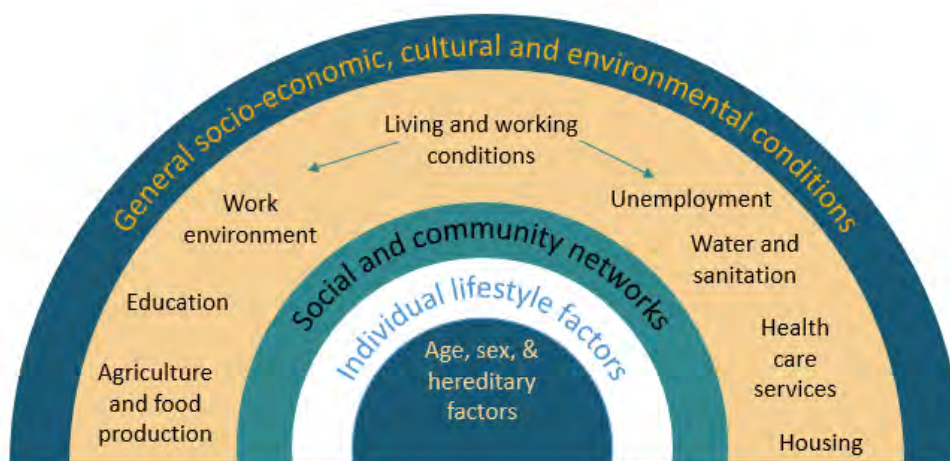 General socio-economic, cultural and environmental conditions
Living and working
conditions
Work
environment
Education
Agriculture
and food
production
Unemployment
Water and
sanitation
Health
care
services
Housing
Social and community networks
Individual lifestyle factors
Age, sex, &
hereditary
factors